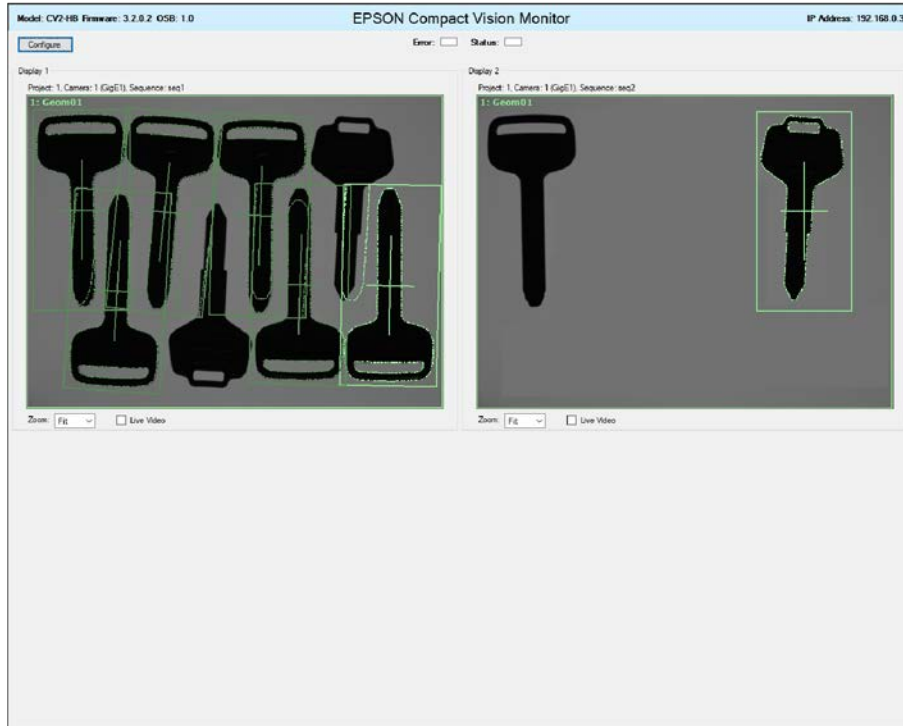 Model: CV2-HB Firmware: 3.2.0.2 OSB: 1.0
EPSON Compact Vision Monitor
IP Address: 192.168.0.3
Configure
Error:
Status:
Display 1
Project: 1, Camera: 1 (GigE1), Sequence: seq1
1: Geom01
Zoom: Fit
Live Video
Display 2
Project: 1, Camera: 1 (GigE1), Sequence: seq2
1: Geom01
Zoom: Fit
Live Video